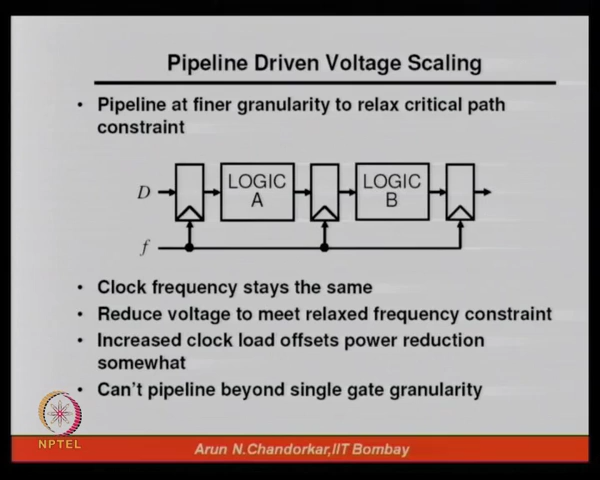 Pipeline Driven Voltage Scaling
• Pipeline at finer granularity to relax critical path
constraint
D
LOGIC
A
LOGIC
B
f
• Clock frequency stays the same
• Reduce voltage to meet relaxed frequency constraint
• Increased clock load offsets power reduction
somewhat
• Can't pipeline beyond single gate granularity
NPTEL
Arun N.Chandorkar,IIT Bombay